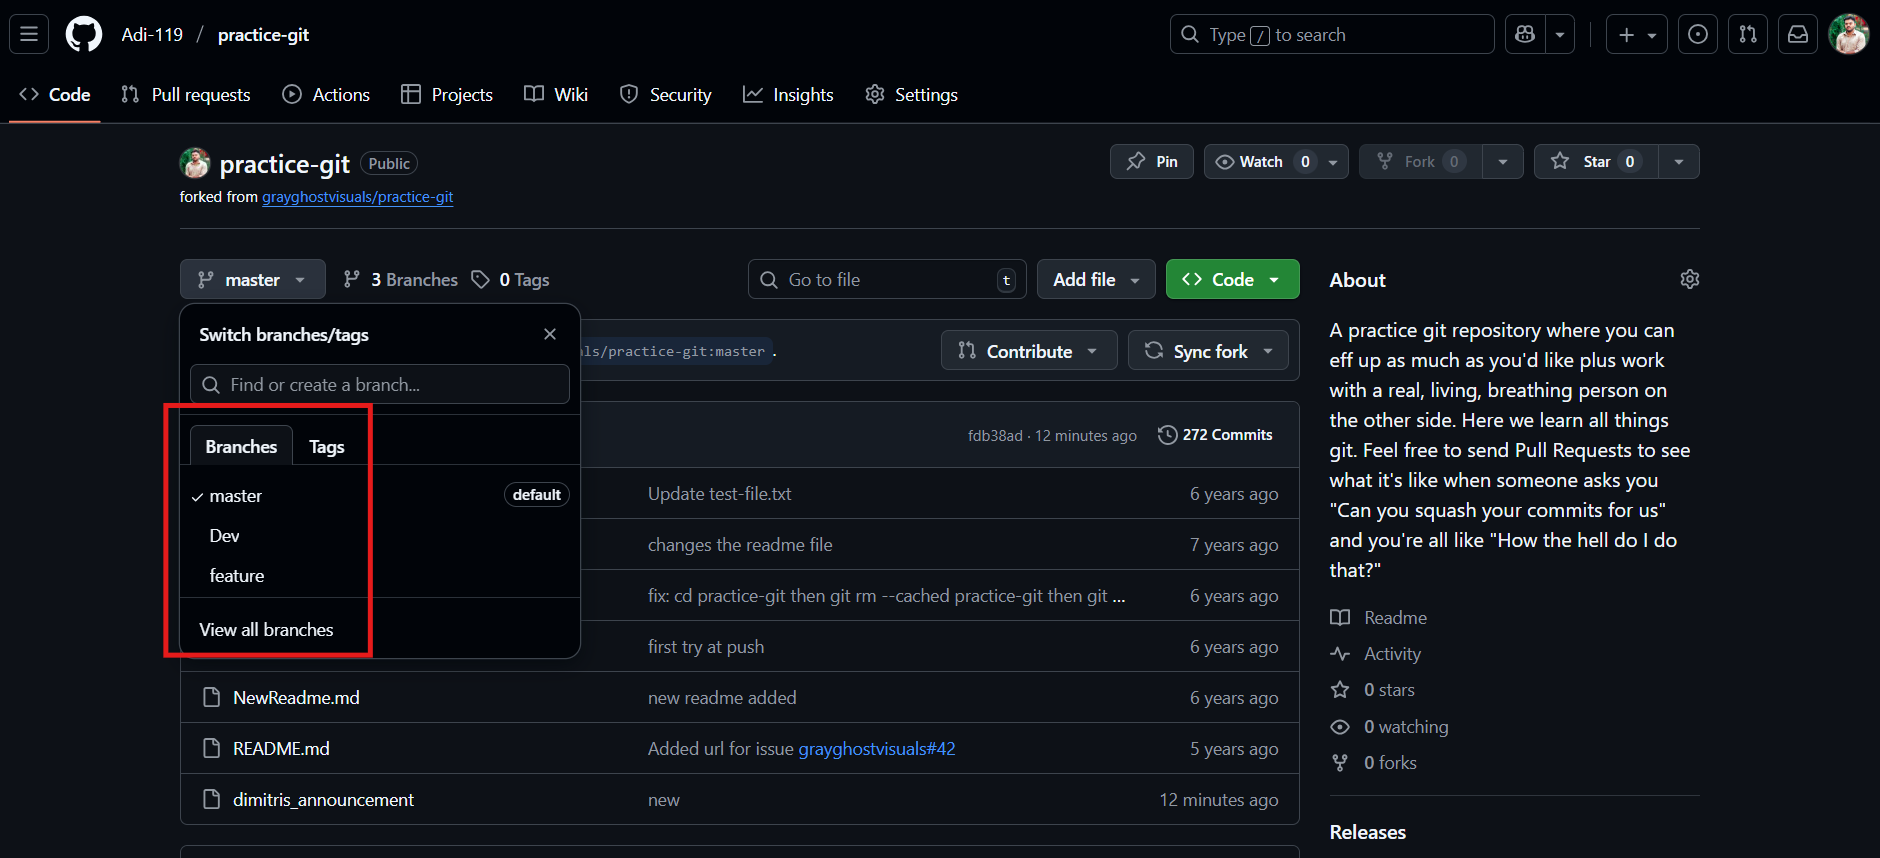 Adi-119 / practice-git
Type / to search
Code
Pull requests
Actions
Projects
Wiki
Security
Insights
Settings
practice-git Public
forked from grayghostvisuals/practice-git
Pin
Watch 0
Fork 0
Star 0
master
3 Branches
0 Tags
Go to file t
Add file
Code
Switch branches/tags
Find or create a branch...
Branches
Tags
master default
Dev
feature
View all branches
ls/practice-git:master .
Contribute
Sync fork
fdb38ad · 12 minutes ago
272 Commits
Update test-file.txt 6 years ago
changes the readme file 7 years ago
fix: cd practice-git then git rm --cached practice-git then git ... 6 years ago
first try at push 6 years ago
NewReadme.md new readme added 6 years ago
README.md Added url for issue grayghostvisuals#42 5 years ago
dimitris_announcement new 12 minutes ago
About
A practice git repository where you can
eff up as much as you'd like plus work
with a real, living, breathing person on
the other side. Here we learn all things
git. Feel free to send Pull Requests to see
what it's like when someone asks you
"Can you squash your commits for us"
and you're all like "How the hell do I do
that?"
Readme
Activity
0 stars
0 watching
0 forks
Releases